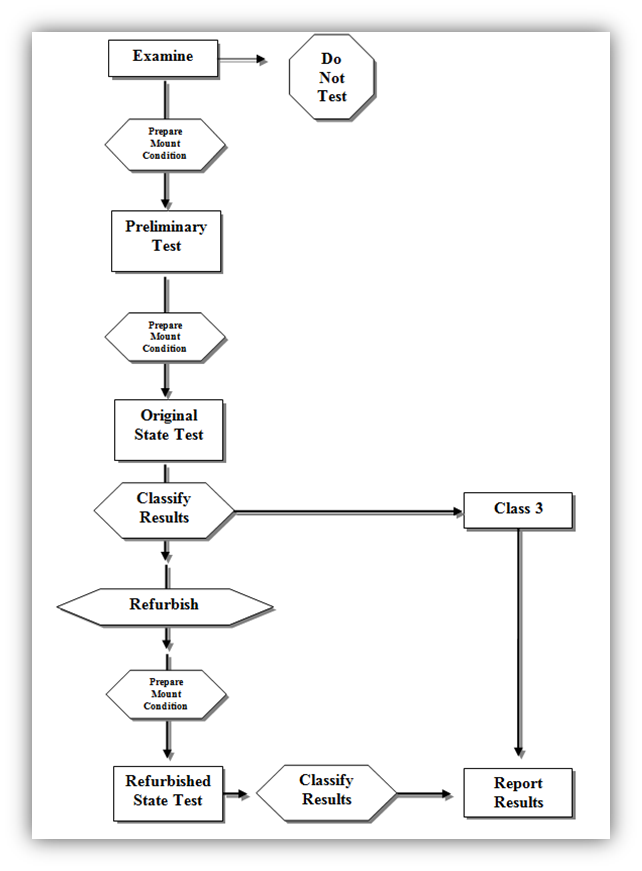 Examine
Do
Not
Test
Prepare
Mount
Condition
Preliminary
Test
Prepare
Mount
Condition
Original
State Test
Classify
Results
Class 3
Refurbish
Prepare
Mount
Condition
Refurbished
State Test
Classify
Results
Report
Results